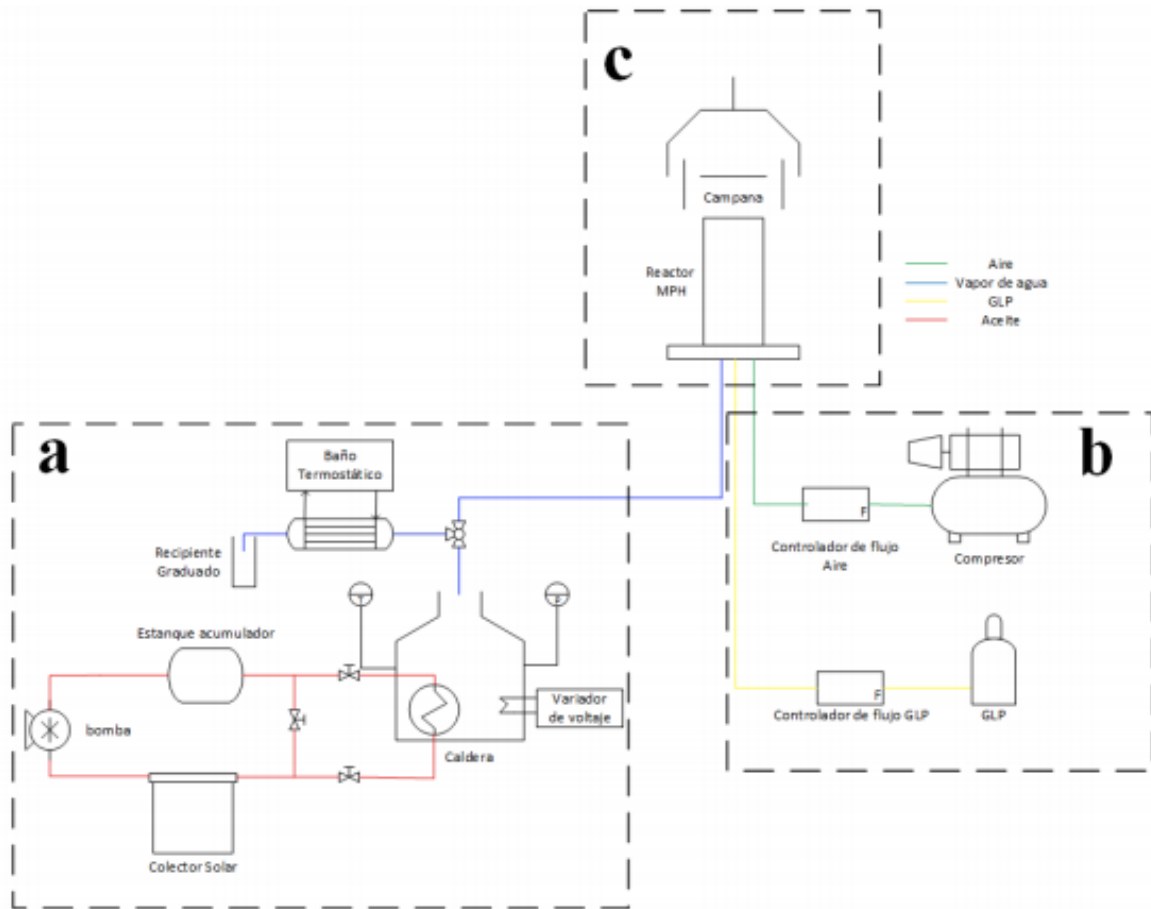 c
Campana
Reactor
MPH
Aire
Vapor de agua
GLP
Aceite
a
Baño
Termostático
Recipiente
Graduado
Estanque acumulador
bomba
Colector Solar
Caldera
Variador
de voltaje
b
F
Controlador de flujo
Aire
Compresor
F
Controlador de flujo GLP
GLP